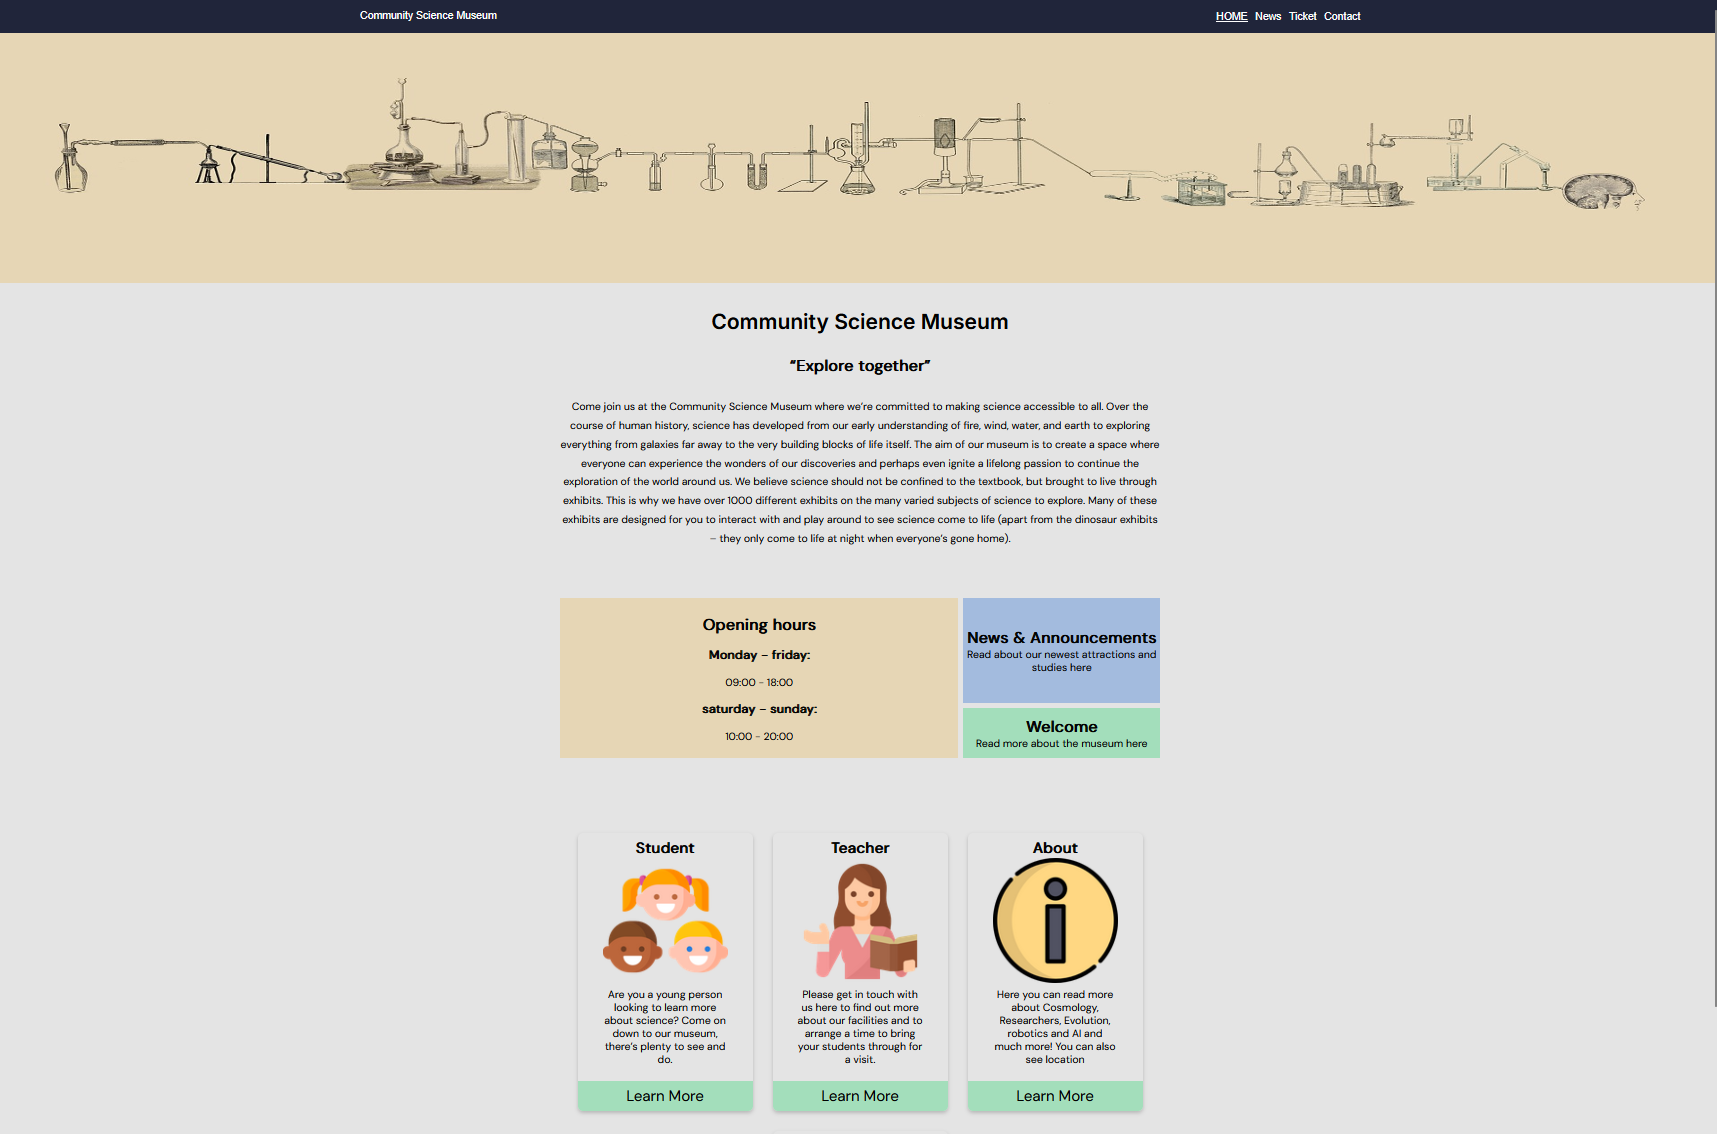 Community Science Museum
HOME News Ticket Contact
Community Science Museum
“Explore together”
Come join us at the Community Science Museum where we’re committed to making science accessible to all. Over the
course of human history, science has developed from our early understanding of fire, wind, water, and earth to exploring
everything from galaxies far away to the very building blocks of life itself. The aim of our museum is to create a space where
everyone can experience the wonders of our discoveries and perhaps even ignite a lifelong passion to continue the
exploration of the world around us. We believe science should not be confined to the textbook, but brought to live through
exhibits. This is why we have over 1000 different exhibits on the many varied subjects of science to explore. Many of these
exhibits are designed for you to interact with and play around to see science come to life (apart from the dinosaur exhibits
– they only come to life at night when everyone’s gone home).
Opening hours
Monday – friday:
09:00 - 18:00
saturday – sunday:
10:00 - 20:00
News & Announcements
Read about our newest attractions and
studies here
Welcome
Read more about the museum here
Student
Are you a young person
looking to learn more
about science? Come on
down to our museum,
there’s plenty to see and
do.
Learn More
Teacher
Please get in touch with
us here to find out more
about our facilities and to
arrange a time to bring
your students through for
a visit.
Learn More
About
Here you can read more
about Cosmology,
Researchers, Evolution,
robotics and AI and
much more! You can also
see location
Learn More